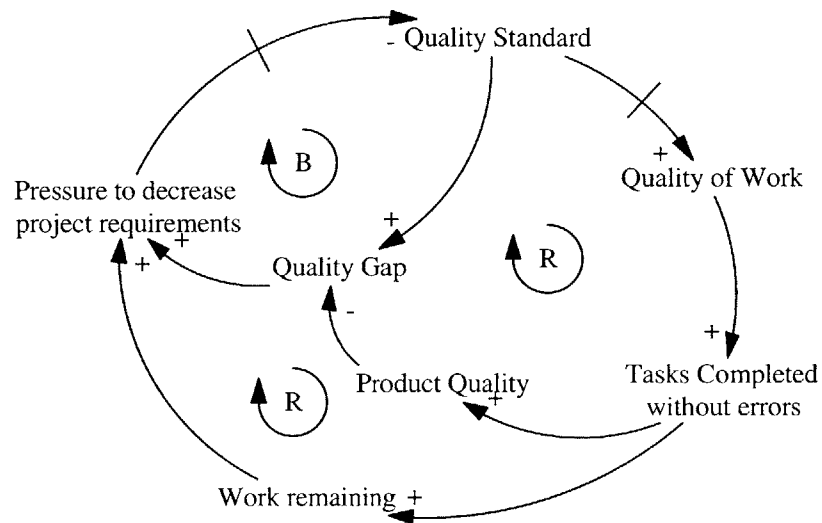 - Quality Standard
B
+
Quality of Work
Pressure to decrease
project requirements
+
+
+
Quality Gap
R
-
+
Tasks Completed
without errors
R
Product Quality
+
Work remaining +